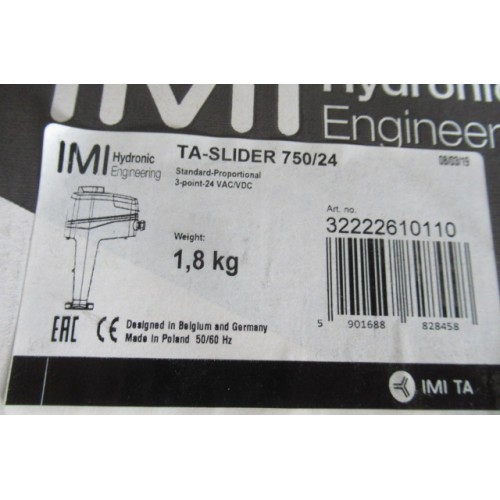 IMI
Hydronic
Engineer
IMI Hydronic Engineering
TA-SLIDER 750/24
08/03/19
Standard-Proportional
3-point-24 VAC/VDC
Art. no.
32222610110
Weight:
1,8 kg
5 901688 828458
EAC CE
Designed in Belgium and Germany
Made in Poland 50/60 Hz
IMI TA